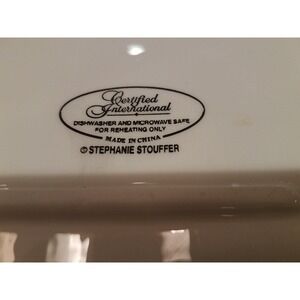 Certified
International
DISHWASHER AND MICROWAVE SAFE
FOR REHEATING ONLY
MADE IN CHINA
© STEPHANIE STOUFFER